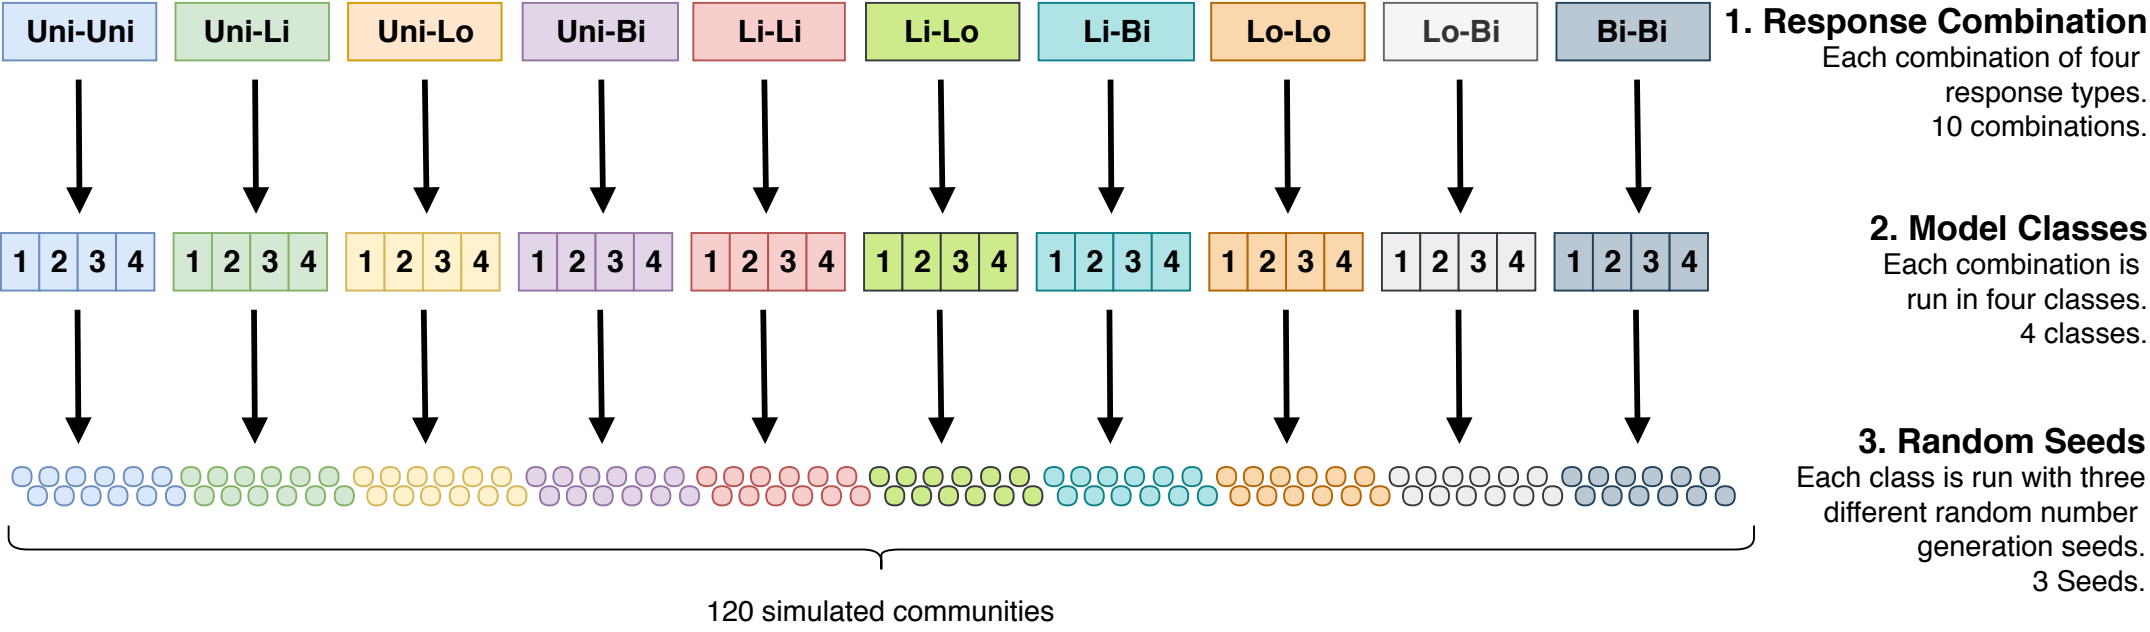 Uni-Uni Uni-Li Uni-Lo Uni-Bi Li-Li Li-Lo Li-Bi Lo-Lo Lo-Bi Bi-Bi
1. Response Combination
Each combination of four
response types.
10 combinations.
1 2 3 4 1 2 3 4 1 2 3 4 1 2 3 4 1 2 3 4 1 2 3 4 1 2 3 4 1 2 3 4 1 2 3 4 1 2 3 4
2. Model Classes
Each combination is
run in four classes.
4 classes.
3. Random Seeds
Each class is run with three
different random number
generation seeds.
3 Seeds.
120 simulated communities